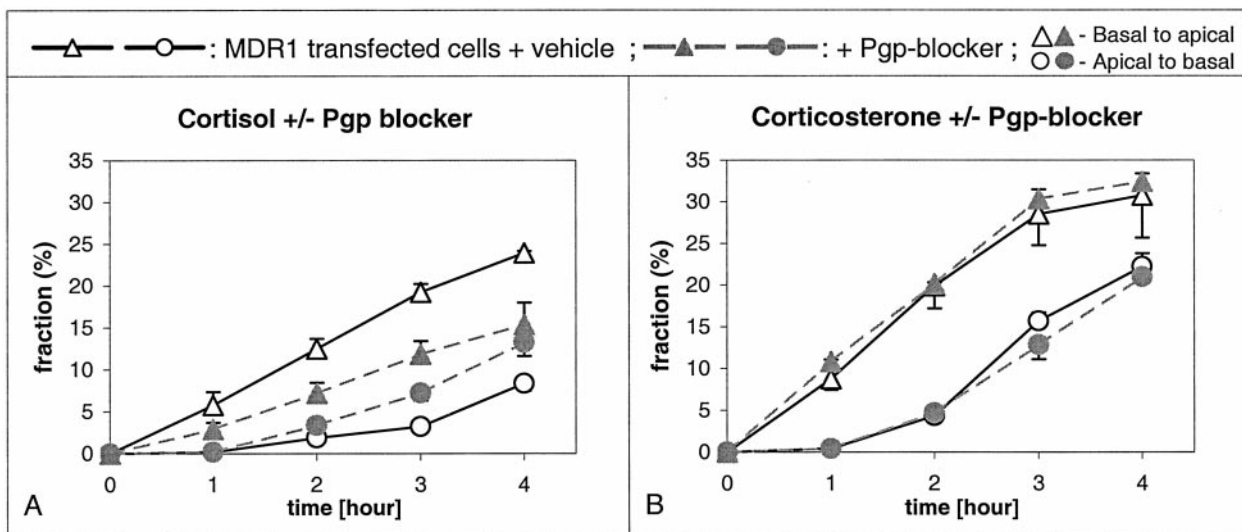 : MDR1 transfected cells + vehicle ; : + Pgp-blocker ; - Basal to apical
- Apical to basal
Cortisol +/- Pgp blocker
35
30
25
20
15
10
5
0
fraction (%)
0 1 2 3 4
time [hour]
A
Corticosterone +/- Pgp-blocker
35
30
25
20
15
10
5
0
fraction (%)
0 1 2 3 4
time [hour]
B